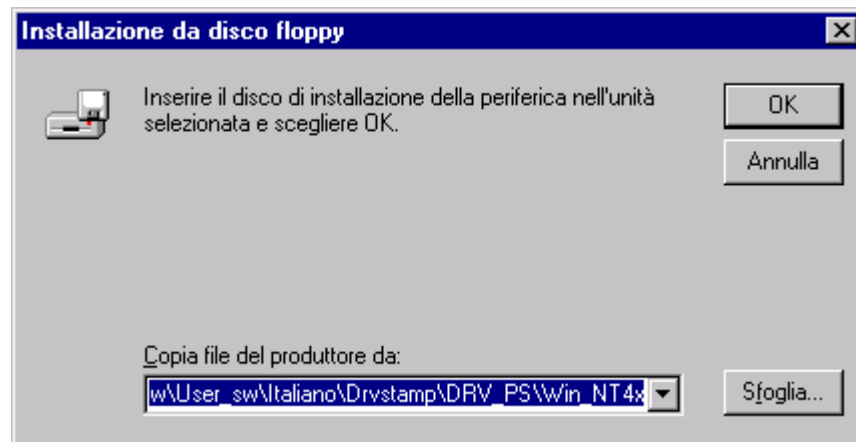 Installazione da disco floppy
Inserire il disco di installazione della periferica nell'unità
selezionata e scegliere OK.
OK
Annulla
Copia file del produttore da:
w\User_sw\Italiano\Drvstamp\DRV_PS\Win_NT4x
Sfoglia...